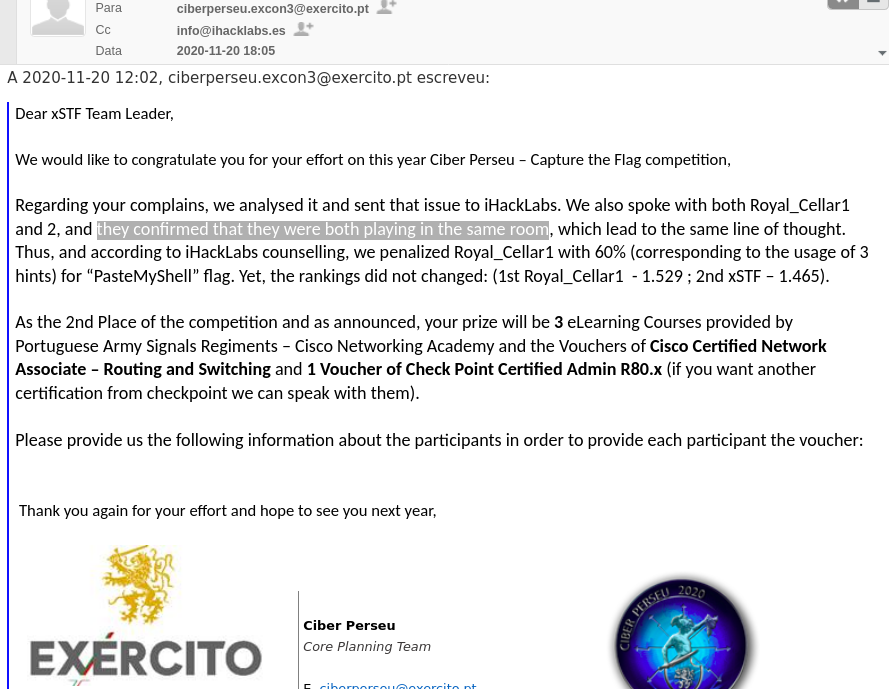 Para ciberperseu.excon3@exercito.pt
Cc info@ihacklabs.es
Data 2020-11-20 18:05
A 2020-11-20 12:02, ciberperseu.excon3@exercito.pt escreveu:
Dear xSTF Team Leader,
We would like to congratulate you for your effort on this year Ciber Perseu – Capture the Flag competition,
Regarding your complains, we analysed it and sent that issue to iHackLabs. We also spoke with both Royal_Cellar1
and 2, and they confirmed that they were both playing in the same room, which lead to the same line of thought.
Thus, and according to iHackLabs counselling, we penalized Royal_Cellar1 with 60% (corresponding to the usage of 3
hints) for “PasteMyShell” flag. Yet, the rankings did not changed: (1st Royal_Cellar1 - 1.529 ; 2nd xSTF – 1.465).
As the 2nd Place of the competition and as announced, your prize will be 3 eLearning Courses provided by
Portuguese Army Signals Regiments – Cisco Networking Academy and the Vouchers of Cisco Certified Network
Associate – Routing and Switching and 1 Voucher of Check Point Certified Admin R80.x (if you want another
certification from checkpoint we can speak with them).
Please provide us the following information about the participants in order to provide each participant the voucher:
Thank you again for your effort and hope to see you next year,
EXÉRCITO
Ciber Perseu
Core Planning Team
E. ciberperseu@exercito.pt
CIBER PERSEU 2020